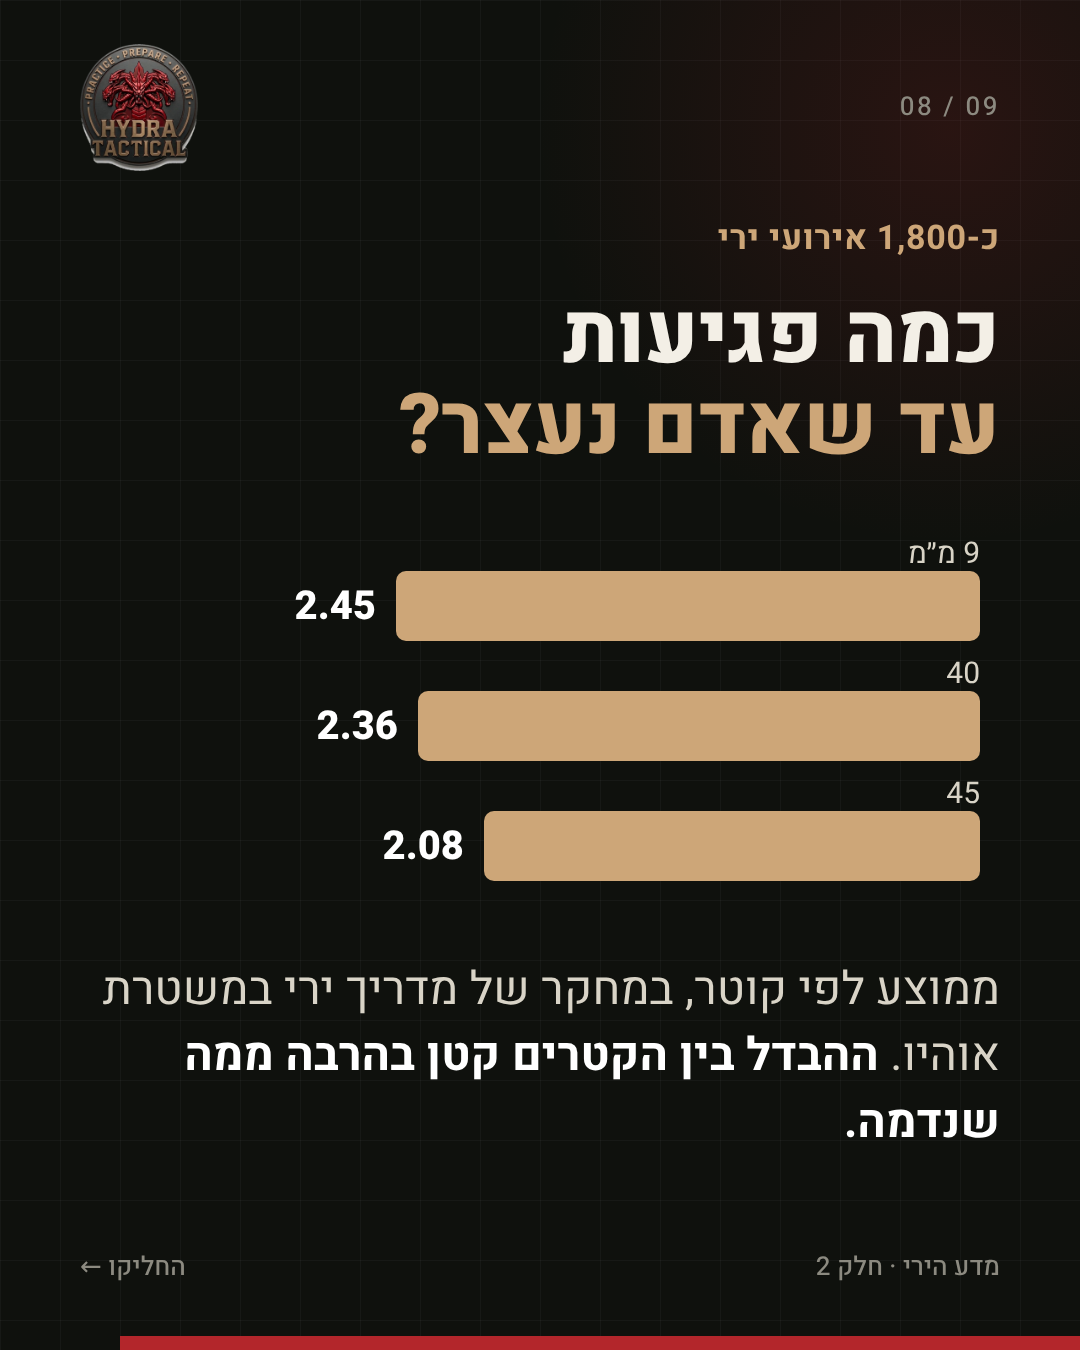 PRACTICE · PREPARE · REPEAT
HYDRA
TACTICAL
08 / 09
כ-1,800 אירועי ירי
כמה פגיעות
עד שאדם נעצר?
9 מ״מ
2.45
40
2.36
45
2.08
ממוצע לפי קוטר, במחקר של מדריך ירי במשטרת
אוהיו. ההבדל בין הקטרים קטן בהרבה ממה
שנדמה.
מדע הירי · חלק 2
החליקו ←